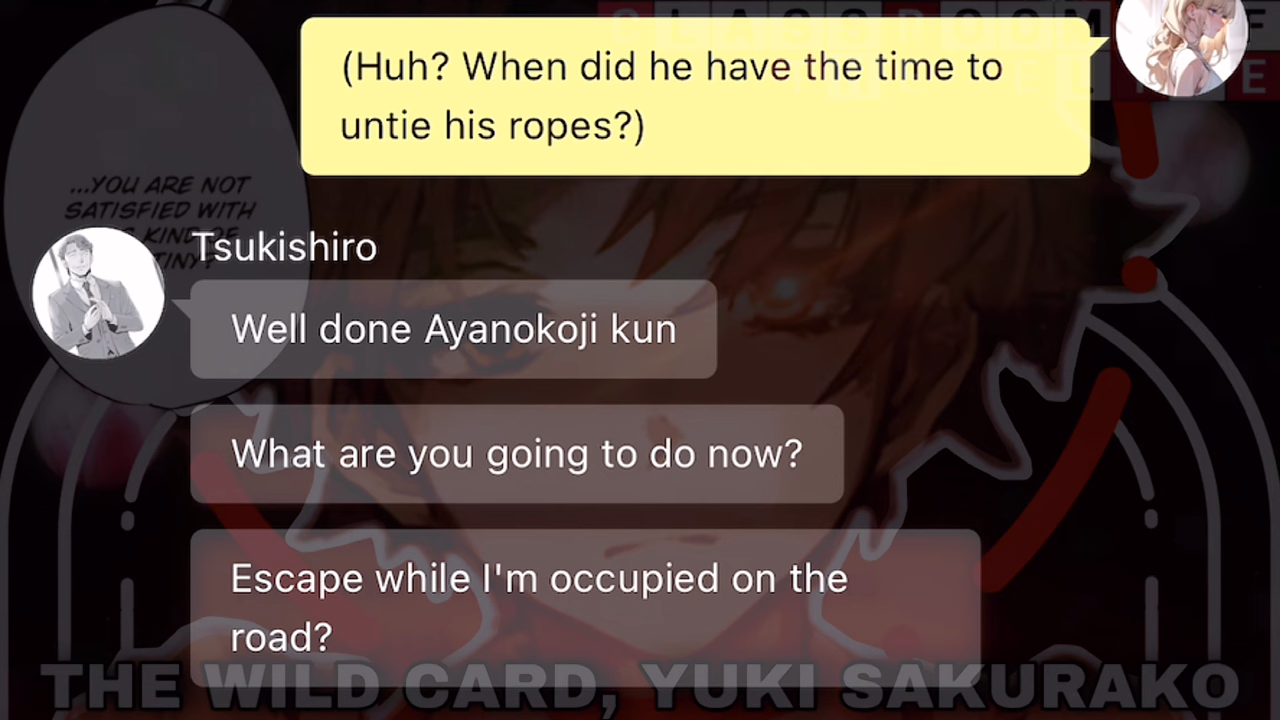 (Huh? When did he have the time to
untie his ropes?)
...YOU ARE NOT
SATISFIED WITH
KIND OF
Tsukishiro
Well done Ayanokoji kun
What are you going to do now?
Escape while I'm occupied on the
road?
THE WILD CARD, YUKI SAKURAKO